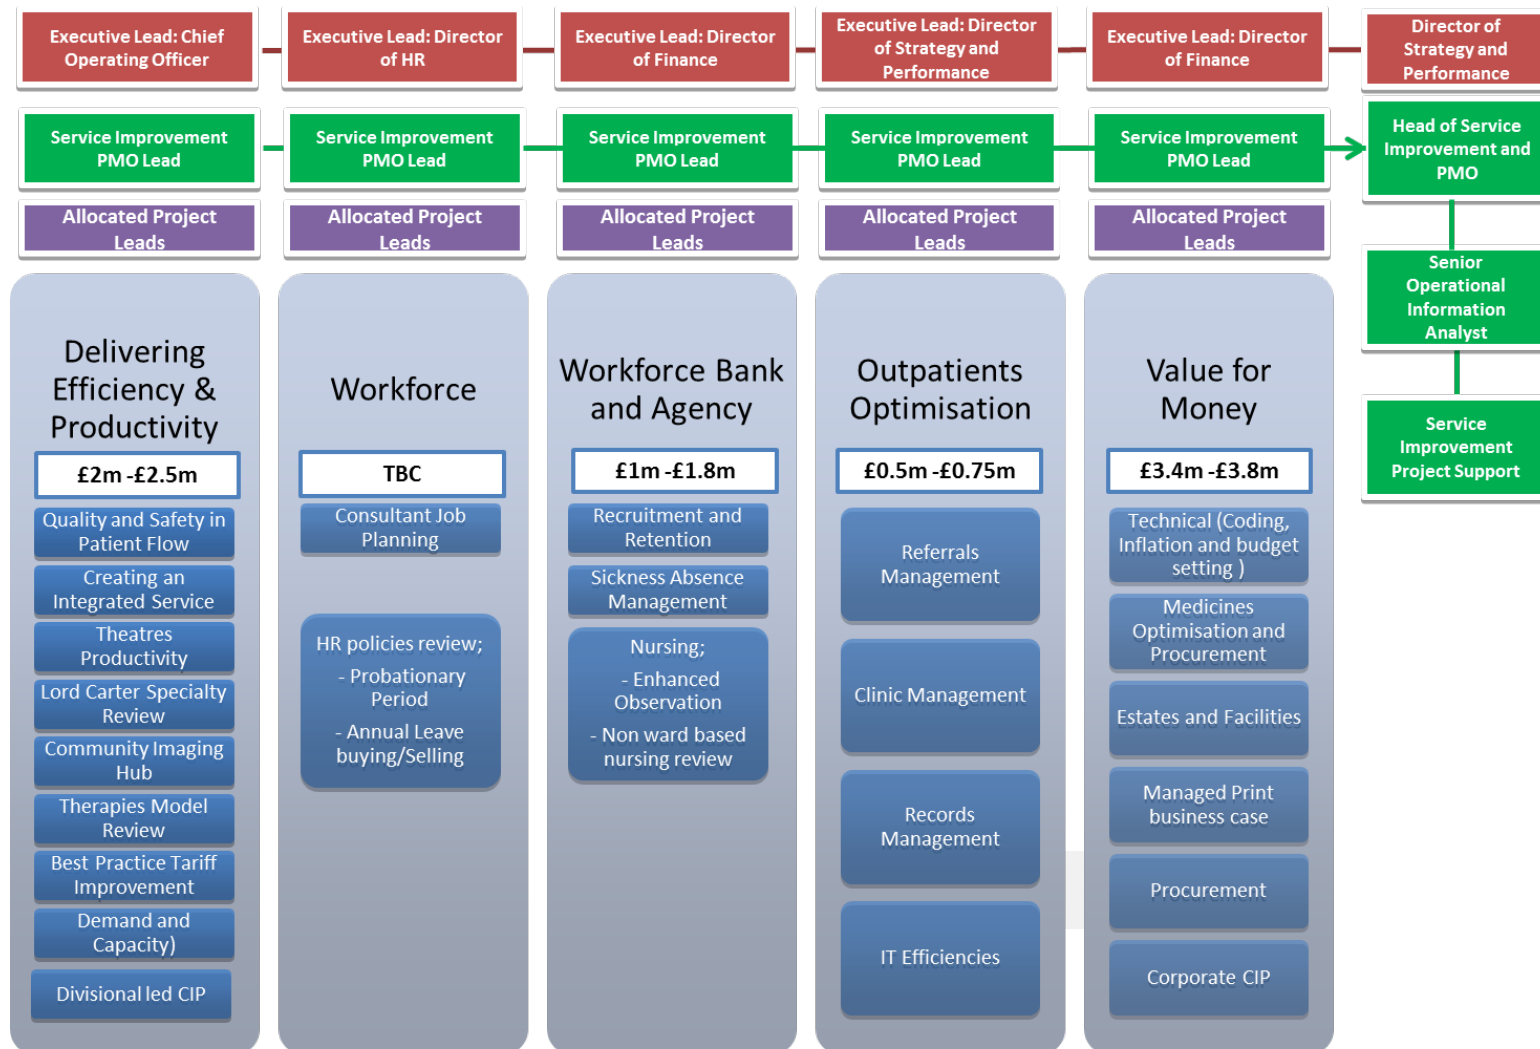 Executive Lead: Chief
Operating Officer
Executive Lead: Director
of HR
Executive Lead: Director
of Finance
Executive Lead: Director
of Strategy and
Performance
Executive Lead: Director
of Finance
Director of
Strategy and
Performance
Service Improvement
PMO Lead
Service Improvement
PMO Lead
Service Improvement
PMO Lead
Service Improvement
PMO Lead
Service Improvement
PMO Lead
Head of Service
Improvement and
PMO
Allocated Project
Leads
Allocated Project
Leads
Allocated Project
Leads
Allocated Project
Leads
Allocated Project
Leads
Senior
Operational
Information
Analyst
Service
Improvement
Project Support
Delivering
Efficiency &
Productivity
£2m -£2.5m
Quality and Safety in
Patient Flow
Creating an
Integrated Service
Theatres
Productivity
Lord Carter Specialty
Review
Community Imaging
Hub
Therapies Model
Review
Best Practice Tariff
Improvement
Demand and
Capacity)
Divisional led CIP
Workforce
TBC
Consultant Job
Planning
HR policies review;
- Probationary
Period
- Annual Leave
buying/Selling
Workforce Bank
and Agency
£1m -£1.8m
Recruitment and
Retention
Sickness Absence
Management
Nursing;
- Enhanced
Observation
- Non ward based
nursing review
Outpatients
Optimisation
£0.5m -£0.75m
Referrals
Management
Clinic Management
Records
Management
IT Efficiencies
Value for
Money
£3.4m -£3.8m
Technical (Coding,
Inflation and budget
setting )
Medicines
Optimisation and
Procurement
Estates and Facilities
Managed Print
business case
Procurement
Corporate CIP